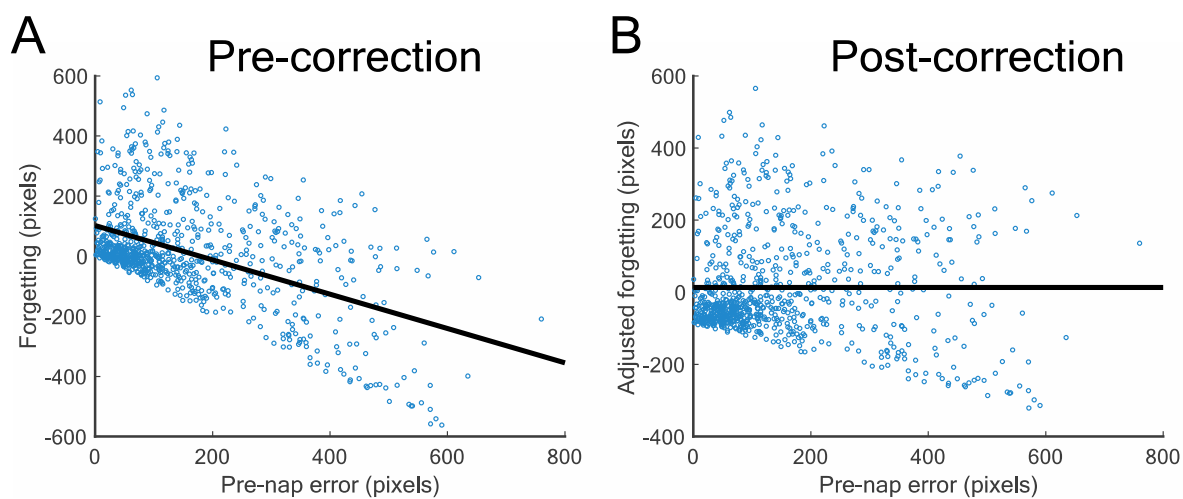 A
Pre-correction
600
400
200
0
-200
-400
-600
Forgetting (pixels)
0
200
400
600
800
Pre-nap error (pixels)
B
Post-correction
600
400
200
0
-200
-400
Adjusted forgetting (pixels)
0
200
400
600
800
Pre-nap error (pixels)